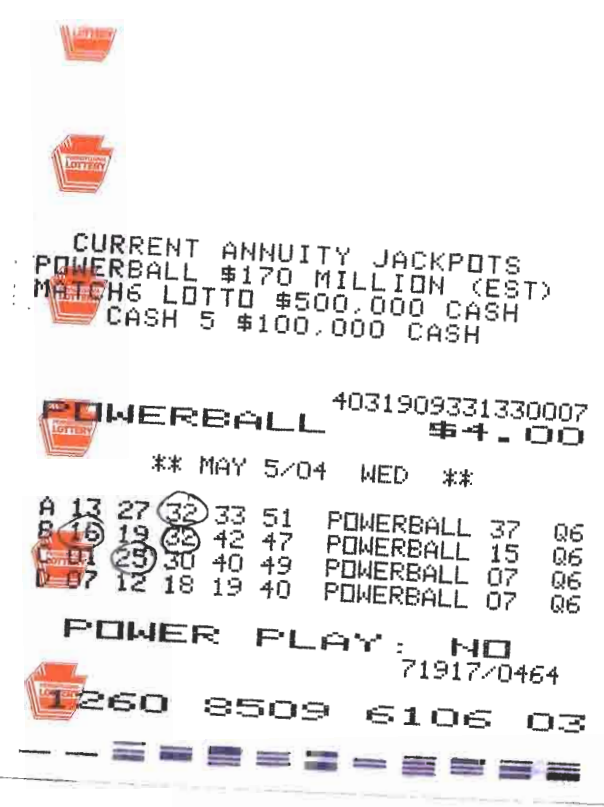 PENNSYLVANIA
LOTTERY
CURRENT ANNUITY JACKPOTS
POWERBALL $170 MILLION (EST)
MATCH6 LOTTO $500,000 CASH
CASH 5 $100,000 CASH
4031909331330007
POWERBALL $4.00
** MAY 5/04 WED **
A 13 27 32 33 51 POWERBALL 37 Q6
B 16 19 32 42 47 POWERBALL 15 Q6
01 25 30 40 49 POWERBALL 07 Q6
D 07 12 18 19 40 POWERBALL 07 Q6
POWER PLAY: NO
71917/0464
1260 8509 6106 03